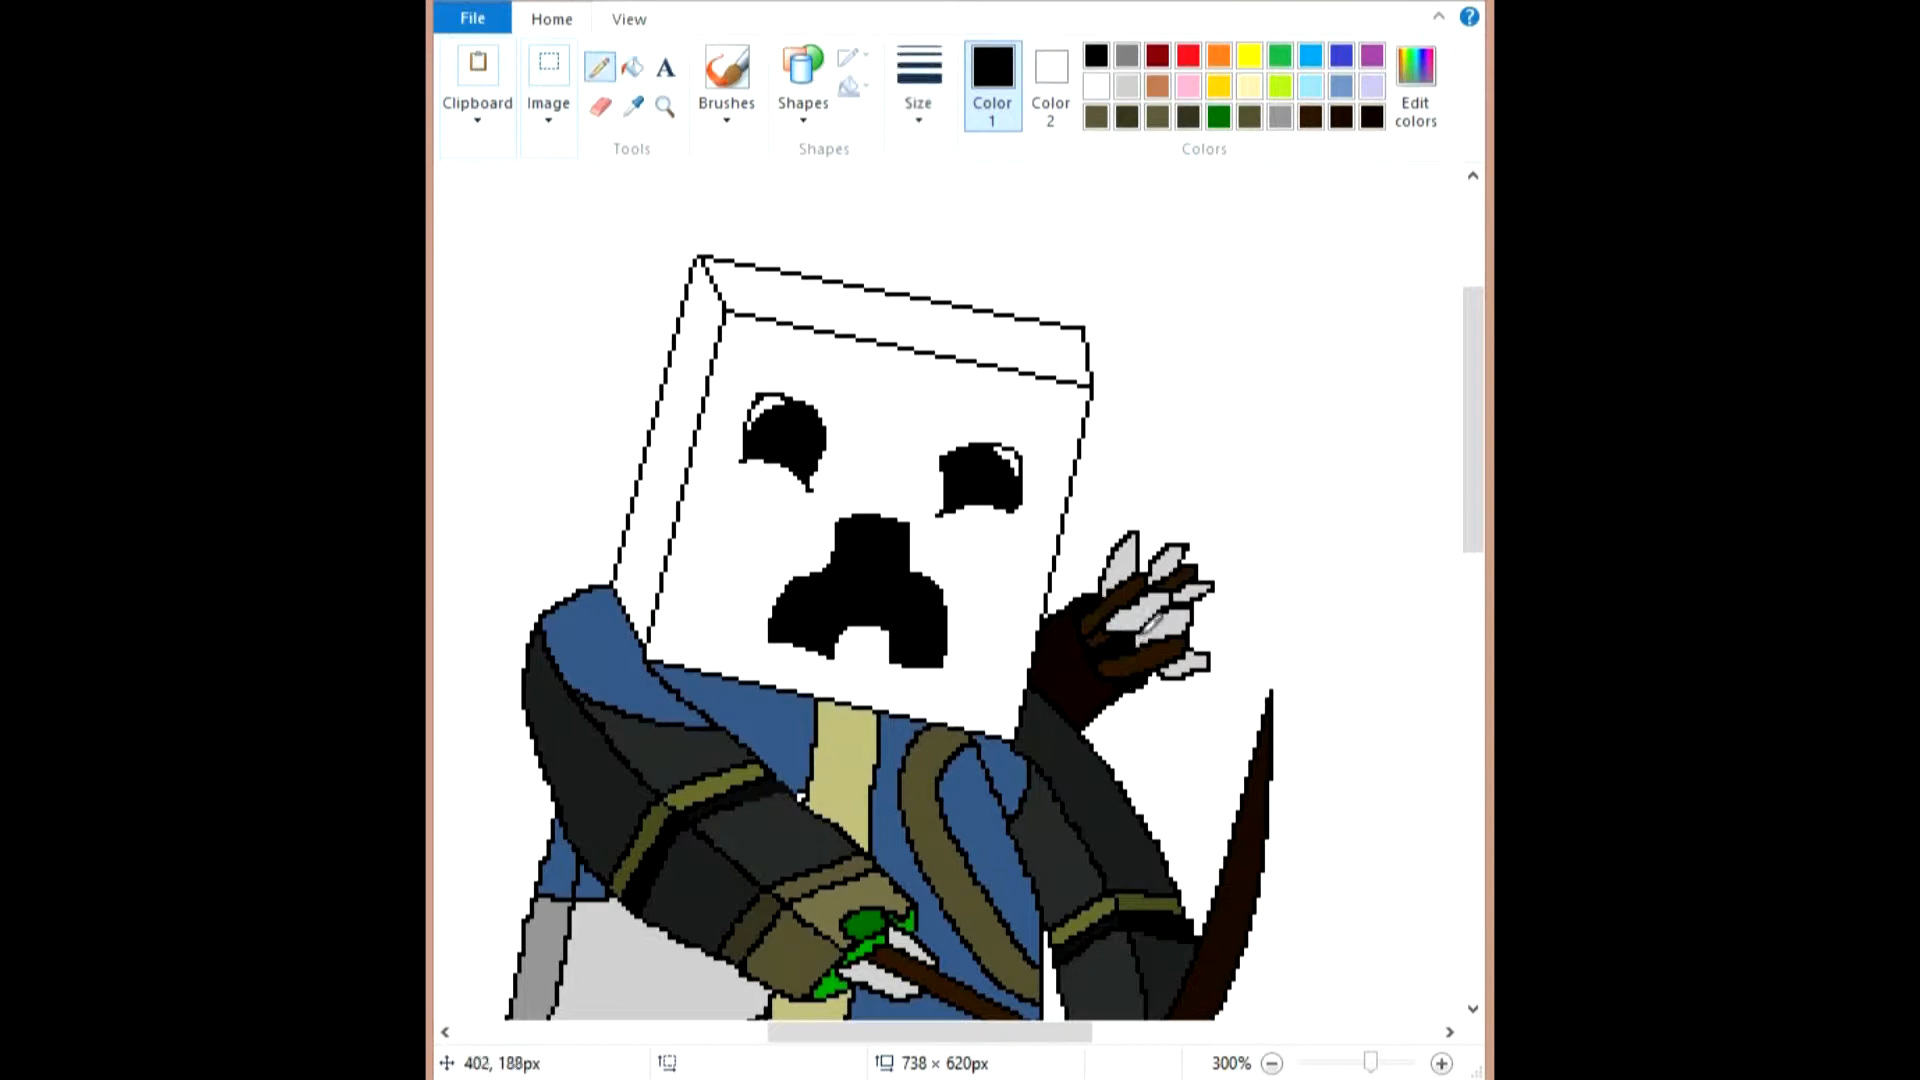 File Home View
Clipboard Image A Brushes Shapes Size Color 1 Color 2 Edit colors
Tools Shapes Colors
402, 188px 738 × 620px 300%